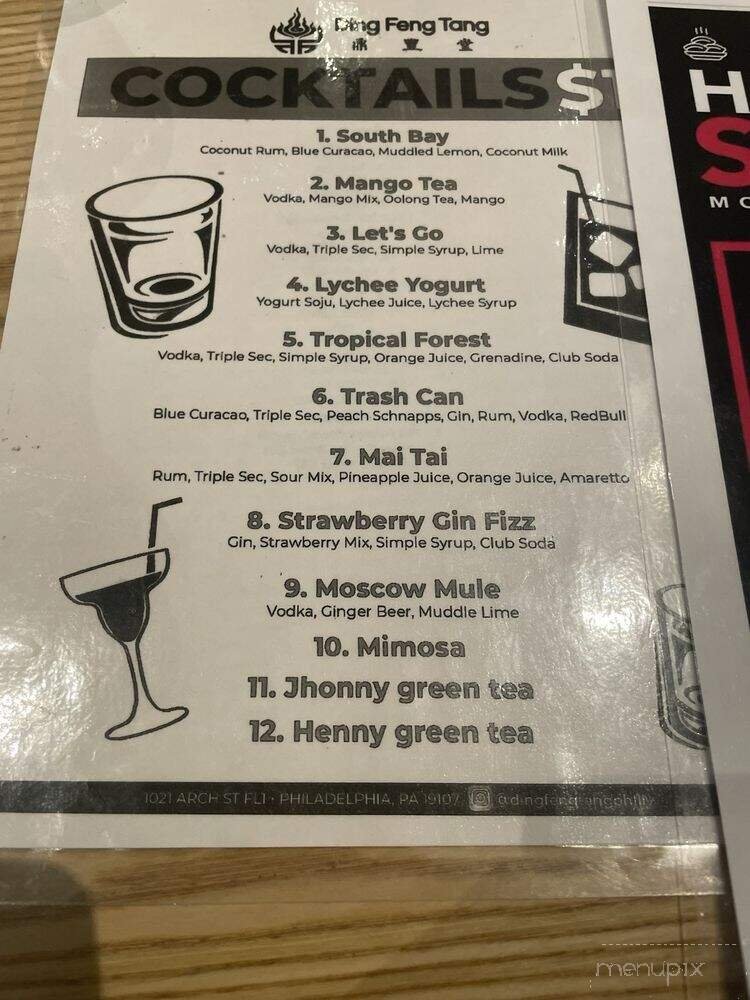 Ding Feng Tang
鼎豐堂
COCKTAILS $1
1. South Bay
Coconut Rum, Blue Curacao, Muddled Lemon, Coconut Milk
2. Mango Tea
Vodka, Mango Mix, Oolong Tea, Mango
3. Let's Go
Vodka, Triple Sec, Simple Syrup, Lime
4. Lychee Yogurt
Yogurt Soju, Lychee Juice, Lychee Syrup
5. Tropical Forest
Vodka, Triple Sec, Simple Syrup, Orange Juice, Grenadine, Club Soda
6. Trash Can
Blue Curacao, Triple Sec, Peach Schnapps, Gin, Rum, Vodka, RedBull
7. Mai Tai
Rum, Triple Sec, Sour Mix, Pineapple Juice, Orange Juice, Amaretto
8. Strawberry Gin Fizz
Gin, Strawberry Mix, Simple Syrup, Club Soda
9. Moscow Mule
Vodka, Ginger Beer, Muddle Lime
10. Mimosa
11. Jhonny green tea
12. Henny green tea
1021 ARCH ST FL1 • PHILADELPHIA, PA 19107 @dingfengtangphilly
H
S
MO
menupix